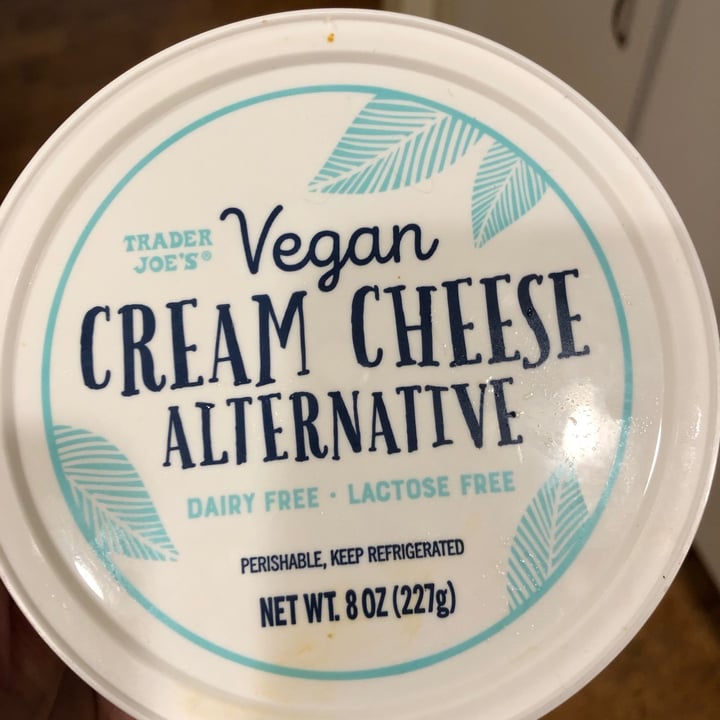 TRADER
JOE'S®
Vegan
CREAM CHEESE
ALTERNATIVE
DAIRY FREE · LACTOSE FREE
PERISHABLE, KEEP REFRIGERATED
NET WT. 8 OZ (227g)